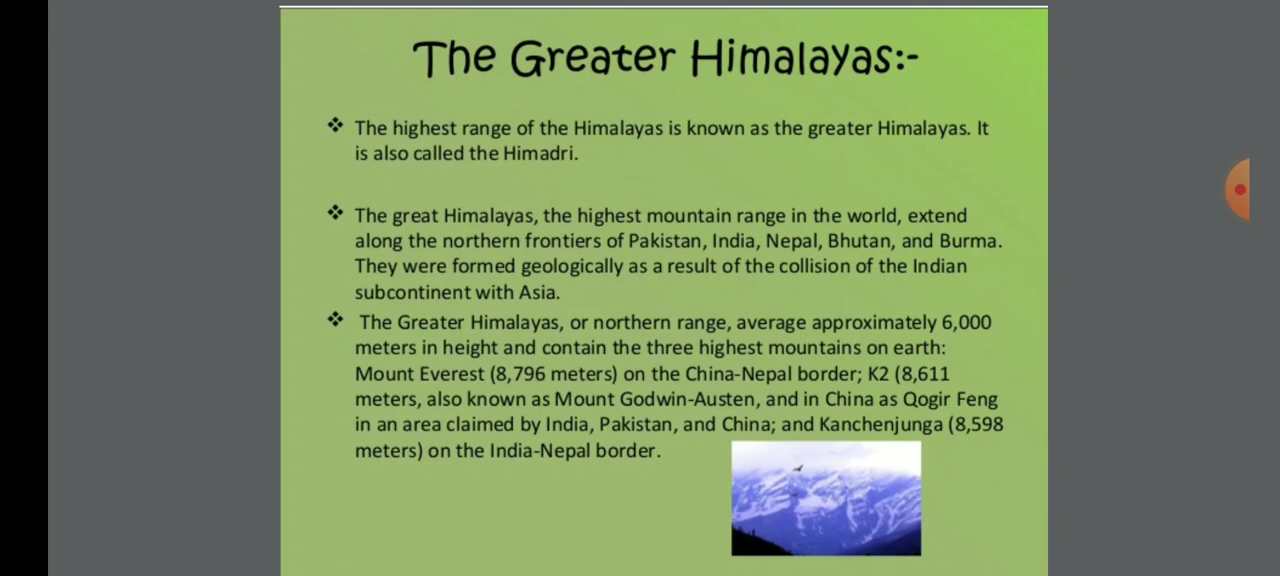 The Greater Himalayas:-
❖ The highest range of the Himalayas is known as the greater Himalayas. It
is also called the Himadri.
❖ The great Himalayas, the highest mountain range in the world, extend
along the northern frontiers of Pakistan, India, Nepal, Bhutan, and Burma.
They were formed geologically as a result of the collision of the Indian
subcontinent with Asia.
❖ The Greater Himalayas, or northern range, average approximately 6,000
meters in height and contain the three highest mountains on earth:
Mount Everest (8,796 meters) on the China-Nepal border; K2 (8,611
meters, also known as Mount Godwin-Austen, and in China as Qogir Feng
in an area claimed by India, Pakistan, and China; and Kanchenjunga (8,598
meters) on the India-Nepal border.